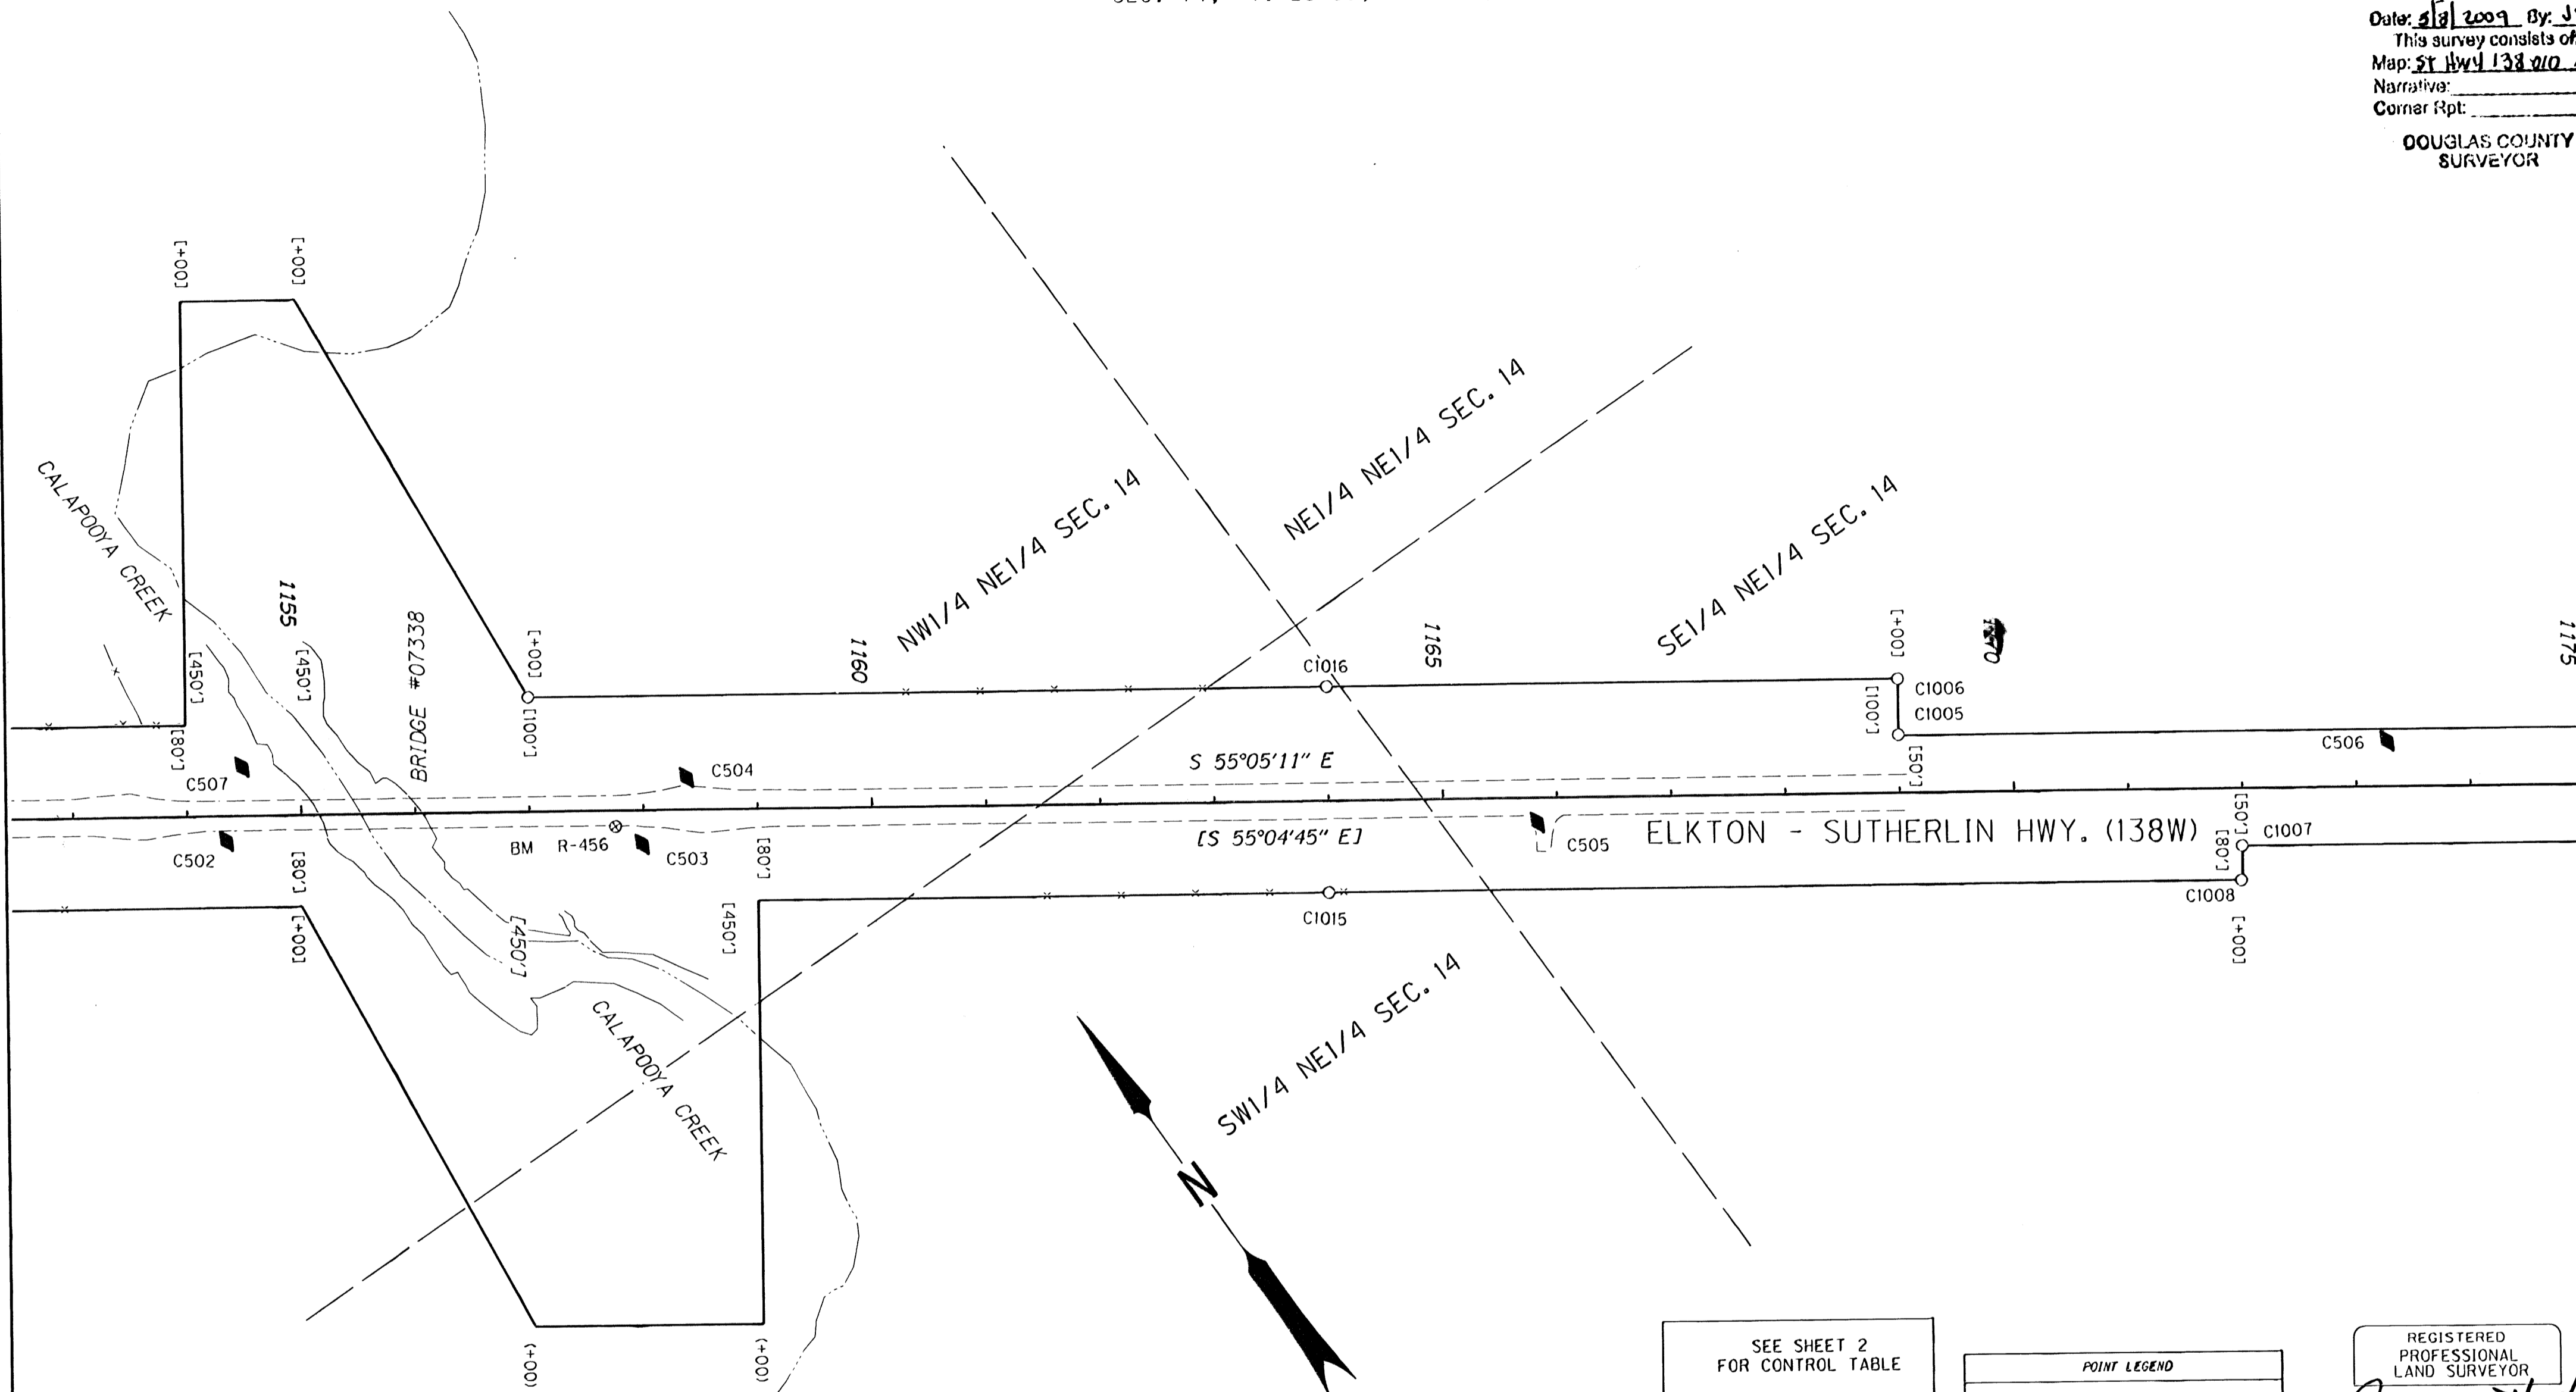 Date: 5/8/2009 By:
This survey consists of
Map: St Hwy 138 010
Narrative:
Corner Rpt:
DOUGLAS COUNTY
SURVEYOR
[+00]
[+00]
CALAPOOYA CREEK
1155
BRIDGE #07338
[450']
[450']
[80']
[+00]
[100']
1160
NW1/4 NE1/4 SEC. 14
NE1/4 NE1/4 SEC. 14
SE1/4 NE1/4 SEC. 14
1165
C1016
[+00]
[100']
C1006
C1005
[50']
1175
C506
C507
C504
S 55°05'11" E
C502
BM R-456
C503
[S 55°04'45" E]
C505
ELKTON - SUTHERLIN HWY. (138W)
[50']
[80']
C1007
C1008
[+00]
[80']
[+00]
[450']
[80']
[450']
C1015
CALAPOOYA CREEK
SW1/4 NE1/4 SEC. 14
N
(+00)
(+00)
SEE SHEET 2
FOR CONTROL TABLE
POINT LEGEND
REGISTERED
PROFESSIONAL
LAND SURVEYOR